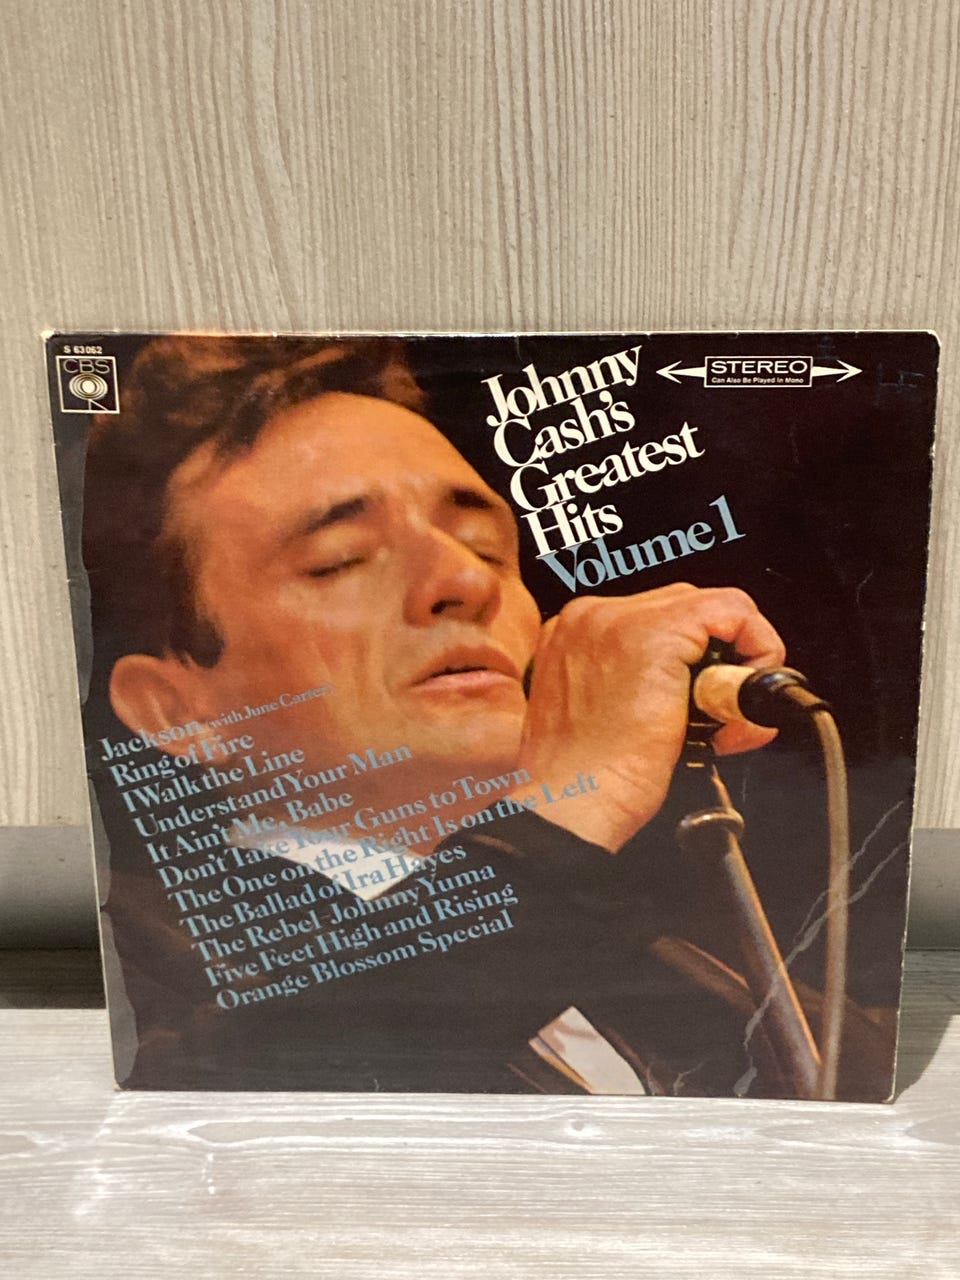 S 63062
CBS
Johnny
Cash's
Greatest
Hits
Volume 1
STEREO
Can Also Be Played in Mono
Jackson (with June Carter)
Ring of Fire
I Walk the Line
Understand Your Man
It Ain't Me, Babe
Don't Take Your Guns to Town
The One on the Right Is on the Left
The Ballad of Ira Hayes
The Rebel-Johnny Yuma
Five Feet High and Rising
Orange Blossom Special